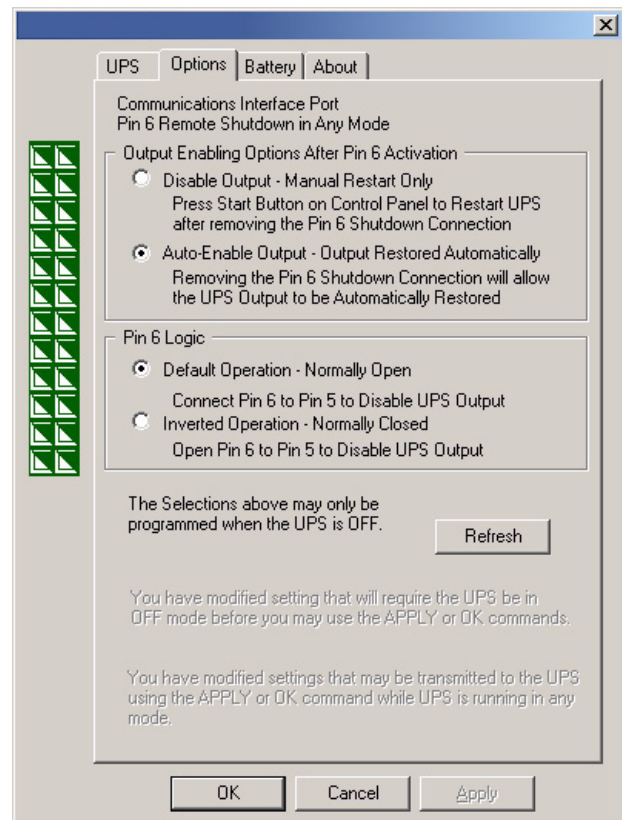 UPS Options Battery About
Communications Interface Port
Pin 6 Remote Shutdown in Any Mode
Output Enabling Options After Pin 6 Activation
Disable Output - Manual Restart Only
Press Start Button on Control Panel to Restart UPS
after removing the Pin 6 Shutdown Connection
Auto-Enable Output - Output Restored Automatically
Removing the Pin 6 Shutdown Connection will allow
the UPS Output to be Automatically Restored
Pin 6 Logic
Default Operation - Normally Open
Connect Pin 6 to Pin 5 to Disable UPS Output
Inverted Operation - Normally Closed
Open Pin 6 to Pin 5 to Disable UPS Output
The Selections above may only be
programmed when the UPS is OFF.
Refresh
You have modified setting that will require the UPS be in
OFF mode before you may use the APPLY or OK commands.
You have modified settings that may be transmitted to the UPS
using the APPLY or OK command while UPS is running in any
mode.
OK Cancel Apply